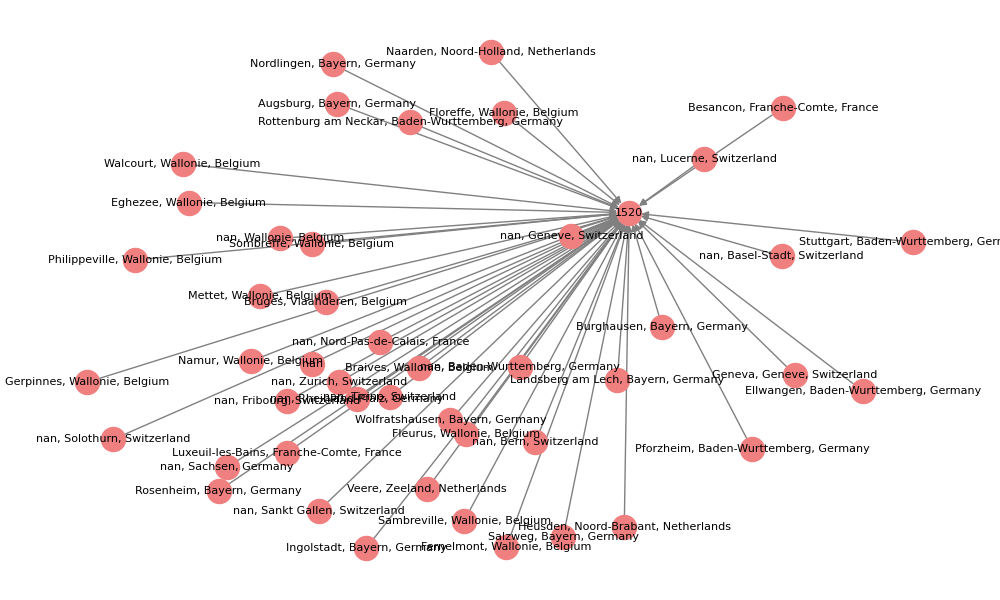 Naarden, Noord-Holland, Netherlands
Nordlingen, Bayern, Germany
Augsburg, Bayern, Germany
Besancon, Franche-Comte, France
Floreffe, Wallonie, Belgium
Rottenburg am Neckar, Baden-Wurttemberg, Germany
nan, Lucerne, Switzerland
Walcourt, Wallonie, Belgium
Eghezee, Wallonie, Belgium
1520
nan, Geneve, Switzerland
nan, Wallonie, Belgium
Sombreffe, Wallonie, Belgium
Stuttgart, Baden-Wurttemberg, Ger
nan, Basel-Stadt, Switzerland
Philippeville, Wallonie, Belgium
Mettet, Wallonie, Belgium
Bruges, Vlaanderen, Belgium
Burghausen, Bayern, Germany
nan, Nord-Pas-de-Calais, France
Namur, Wallonie, Belgium
nan
Braives, Wallonie, Belgium
nan, Baden-Wurttemberg, Germany
Geneva, Geneve, Switzerland
Gerpinnes, Wallonie, Belgium
nan, Zurich, Switzerland
Landsberg am Lech, Bayern, Germany
Ellwangen, Baden-Wurttemberg, Germany
nan, Fribourg, Switzerland
nan, Switzerland
Wolfratshausen, Bayern, Germany
Fleurus, Wallonie, Belgium
nan, Solothurn, Switzerland
nan, Bern, Switzerland
Pforzheim, Baden-Wurttemberg, Germany
Luxeuil-les-Bains, Franche-Comte, France
nan, Sachsen, Germany
Rosenheim, Bayern, Germany
Veere, Zeeland, Netherlands
nan, Sankt Gallen, Switzerland
Sambreville, Wallonie, Belgium
Heusden, Noord-Brabant, Netherlands
Salzweg, Bayern, Germany
Ingolstadt, Bayern, Germany
Fernelmont, Wallonie, Belgium